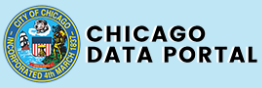 CITY OF CHICAGO
INCORPORATED 4th MARCH 1837
CHICAGO
DATA PORTAL